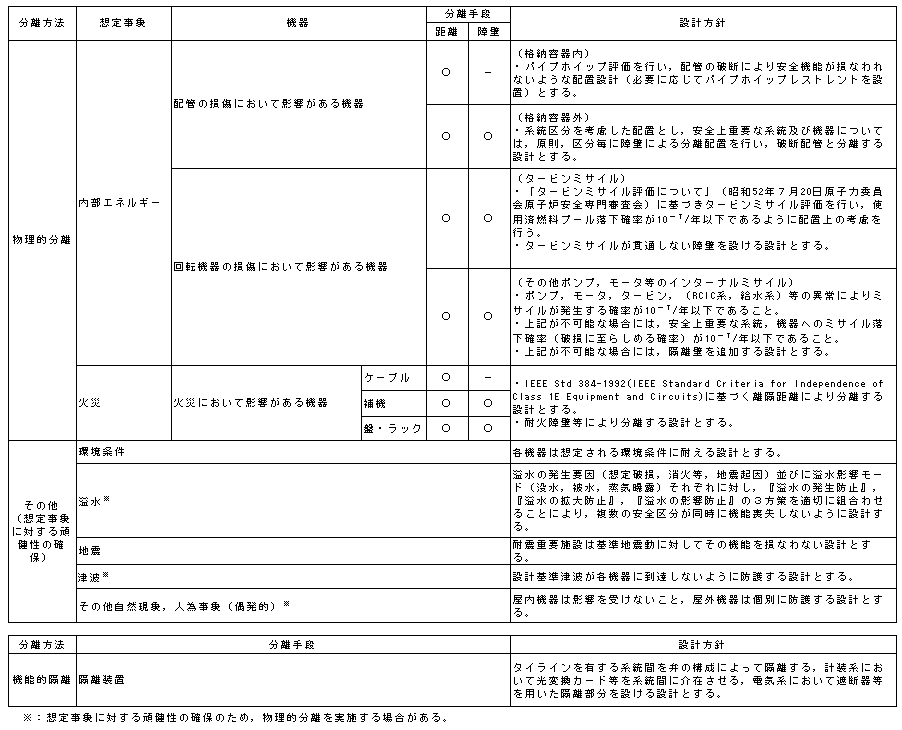 分離方法 想定事象 機器 分離手段 設計方針
距離 障壁
物理的分離
内部エネルギー
配管の損傷において影響がある機器
○ －
（格納容器内）
・パイプホイップ評価を行い，配管の破断により安全機能が損なわれ
ないような配置設計（必要に応じてパイプホイップレストレントを設
置）とする。
○ ○
（格納容器外）
・系統区分を考慮した配置とし，安全上重要な系統及び機器について
は，原則，区分毎に障壁による分離配置を行い，破断配管と分離する
設計とする。
回転機器の損傷において影響がある機器
○ ○
（タービンミサイル）
・「タービンミサイル評価について」（昭和52年７月20日原子力委員
会原子炉安全専門審査会）に基づきタービンミサイル評価を行い，使
用済燃料プール落下確率が10⁻⁷/年以下であるように配置上の考慮を
行う。
・タービンミサイルが貫通しない障壁を設ける設計とする。
○ ○
（その他ポンプ，モータ等のインターナルミサイル）
・ポンプ，モータ，タービン，（RCIC系，給水系）等の異常によりミ
サイルが発生する確率が10⁻⁷/年以下であること。
・上記が不可能な場合には，安全上重要な系統，機器へのミサイル落
下確率（破損に至らしめる確率）が10⁻⁷/年以下であること。
・上記が不可能な場合には，隔離壁を追加する設計とする。
火災
火災において影響がある機器
ケーブル ○ －
補機 ○ ○
盤・ラック ○ ○
・IEEE Std 384-1992(IEEE Standard Criteria for Independence of
Class 1E Equipment and Circuits)に基づく離隔距離により分離する
設計とする。
・耐火障壁等により分離する設計とする。
その他
（想定事象
に対する頑
健性の確
保）
環境条件 各機器は想定される環境条件に耐える設計とする。
溢水※
溢水の発生要因（想定破損，消火等，地震起因）並びに溢水影響モー
ド（没水，被水，蒸気曝露）それぞれに対し，『溢水の発生防止』，
『溢水の拡大防止』，『溢水の影響防止』の３方策を適切に組合わせ
ることにより，複数の安全区分が同時に機能喪失しないように設計す
る。
地震
耐震重要施設は基準地震動に対してその機能を損なわない設計とす
る。
津波※ 設計基準津波が各機器に到達しないように防護する設計とする。
その他自然現象，人為事象（偶発的）※
屋内機器は影響を受けないこと，屋外機器は個別に防護する設計とす
る。
分離方法 分離手段 設計方針
機能的隔離 隔離装置
タイラインを有する系統間を弁の構成によって隔離する，計装系にお
いて光変換カード等を系統間に介在させる，電気系において遮断器等
を用いた隔離部分を設ける設計とする。
※：想定事象に対する頑健性の確保のため，物理的分離を実施する場合がある。